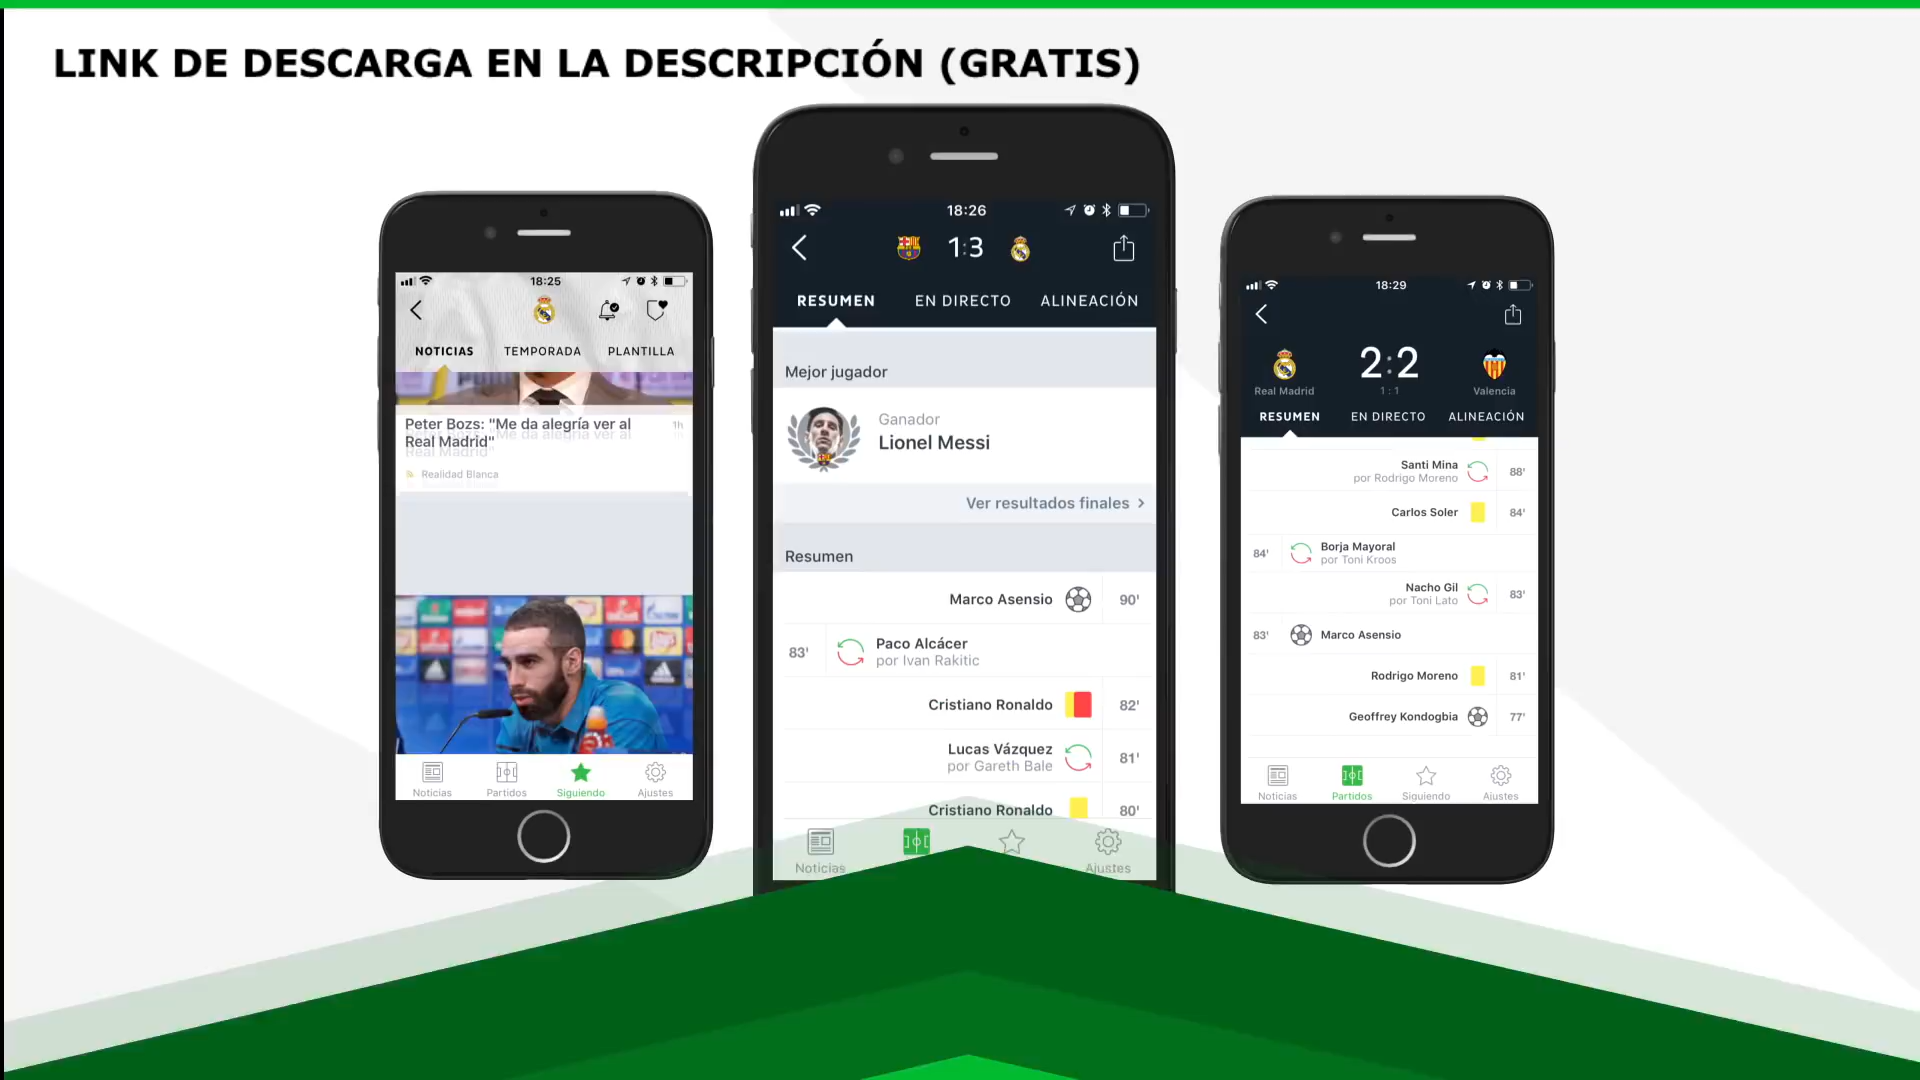 LINK DE DESCARGA EN LA DESCRIPCIÓN (GRATIS)
18:25
NOTICIAS TEMPORADA PLANTILLA
Peter Bozs: "Me da alegría ver al 1h
Real Madrid"
Realidad Blanca
Noticias Partidos Siguiendo Ajustes
18:26
1:3
RESUMEN EN DIRECTO ALINEACIÓN
Mejor jugador
Ganador
Lionel Messi
Ver resultados finales >
Resumen
Marco Asensio 90'
83' Paco Alcácer
por Ivan Rakitic
Cristiano Ronaldo 82'
Lucas Vázquez 81'
por Gareth Bale
Cristiano Ronaldo 80'
Noticias Ajustes
18:29
2:2
1:1
Real Madrid Valencia
RESUMEN EN DIRECTO ALINEACIÓN
Santi Mina 88'
por Rodrigo Moreno
Carlos Soler 84'
84' Borja Mayoral
por Toni Kroos
Nacho Gil 83'
por Toni Lato
83' Marco Asensio
Rodrigo Moreno 81'
Geoffrey Kondogbia 77'
Noticias Partidos Siguiendo Ajustes